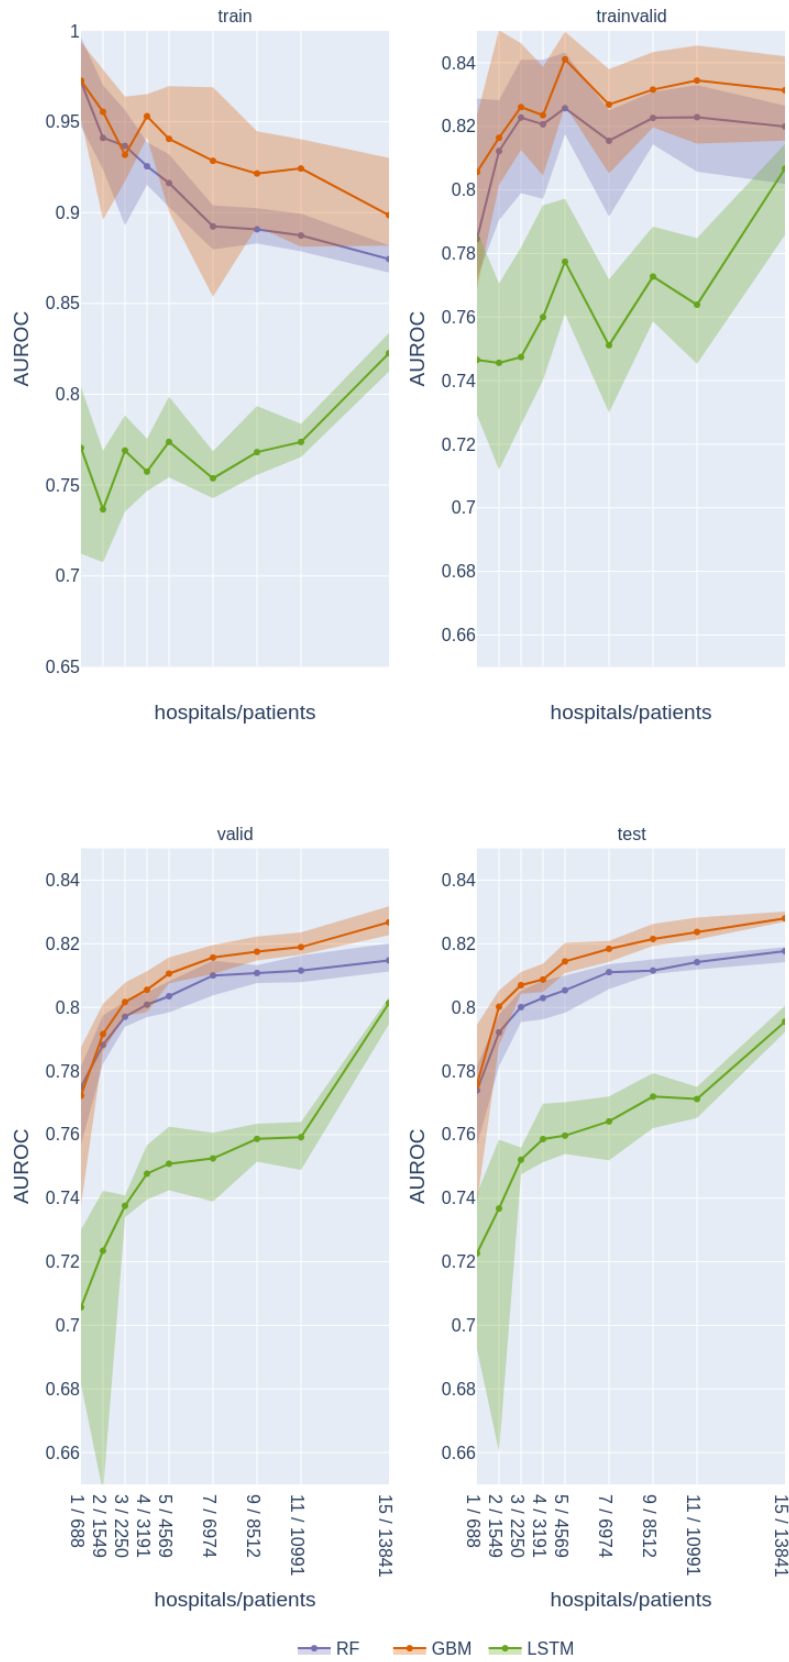 train
trainvalid
1
0.95
0.9
0.85
0.8
0.75
0.7
0.65
AUROC
hospitals/patients
0.84
0.82
0.8
0.78
0.76
0.74
0.72
0.7
0.68
0.66
AUROC
hospitals/patients
valid
test
0.84
0.82
0.8
0.78
0.76
0.74
0.72
0.7
0.68
0.66
AUROC
1 / 688
2 / 1549
3 / 2250
4 / 3191
5 / 4569
7 / 6974
9 / 8512
11 / 10991
15 / 13841
hospitals/patients
0.84
0.82
0.8
0.78
0.76
0.74
0.72
0.7
0.68
0.66
AUROC
1 / 688
2 / 1549
3 / 2250
4 / 3191
5 / 4569
7 / 6974
9 / 8512
11 / 10991
15 / 13841
hospitals/patients
RF GBM LSTM